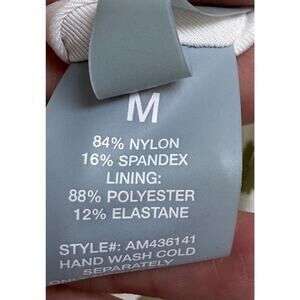 M
84% NYLON
16% SPANDEX
LINING:
88% POLYESTER
12% ELASTANE
STYLE#: AM436141
HAND WASH COLD
SEPARATELY